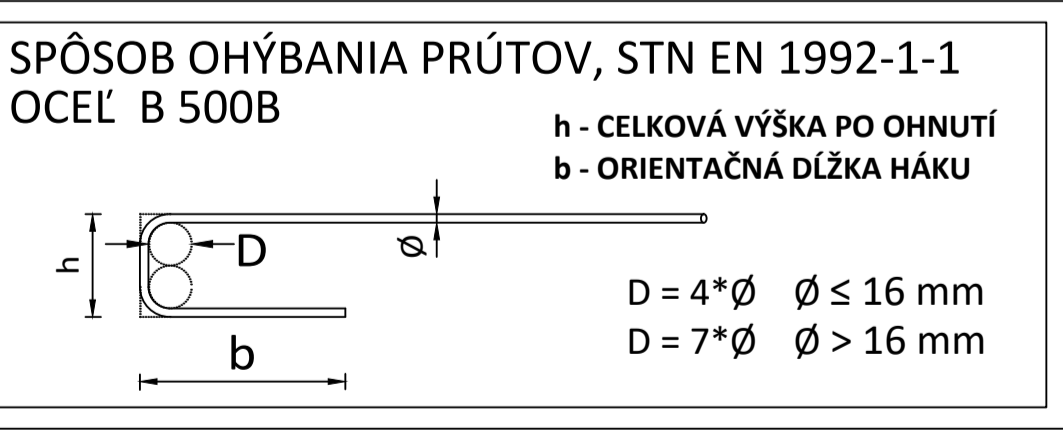 SPÔSOB OHÝBANIA PRÚTOV, STN EN 1992-1-1
OCEĽ B 500B
h - CELKOVÁ VÝŠKA PO OHNUTÍ
b - ORIENTAČNÁ DĹŽKA HÁKU
h
D
Ø
b
D = 4*Ø Ø ≤ 16 mm
D = 7*Ø Ø > 16 mm